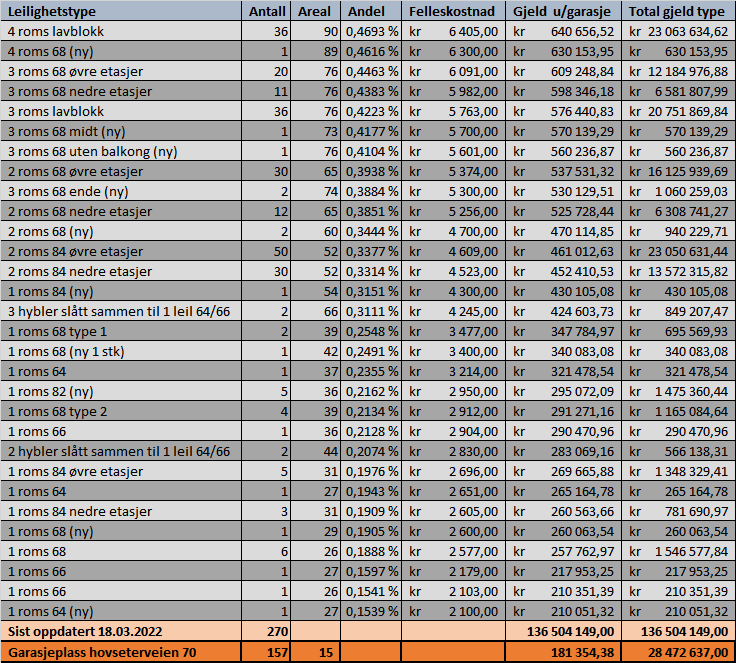 Leilighetstype Antall Areal Andel Felleskostnad Gjeld u/garasje Total gjeld type
4 roms lavblokk 36 90 0,4693 % kr 6 405,00 kr 640 656,52 kr 23 063 634,62
4 roms 68 (ny) 1 89 0,4616 % kr 6 300,00 kr 630 153,95 kr 630 153,95
3 roms 68 øvre etasjer 20 76 0,4463 % kr 6 091,00 kr 609 248,84 kr 12 184 976,88
3 roms 68 nedre etasjer 11 76 0,4383 % kr 5 982,00 kr 598 346,18 kr 6 581 807,99
3 roms lavblokk 36 76 0,4223 % kr 5 763,00 kr 576 440,83 kr 20 751 869,84
3 roms 68 midt (ny) 1 73 0,4177 % kr 5 700,00 kr 570 139,29 kr 570 139,29
3 roms 68 uten balkong (ny) 1 76 0,4104 % kr 5 601,00 kr 560 236,87 kr 560 236,87
2 roms 68 øvre etasjer 30 65 0,3938 % kr 5 374,00 kr 537 531,32 kr 16 125 939,69
3 roms 68 ende (ny) 2 74 0,3884 % kr 5 300,00 kr 530 129,51 kr 1 060 259,03
2 roms 68 nedre etasjer 12 65 0,3851 % kr 5 256,00 kr 525 728,44 kr 6 308 741,27
2 roms 68 (ny) 2 60 0,3444 % kr 4 700,00 kr 470 114,85 kr 940 229,71
2 roms 84 øvre etasjer 50 52 0,3377 % kr 4 609,00 kr 461 012,63 kr 23 050 631,44
2 roms 84 nedre etasjer 30 52 0,3314 % kr 4 523,00 kr 452 410,53 kr 13 572 315,82
1 roms 84 (ny) 1 54 0,3151 % kr 4 300,00 kr 430 105,08 kr 430 105,08
3 hybler slått sammen til 1 leil 64/66 2 66 0,3111 % kr 4 245,00 kr 424 603,73 kr 849 207,47
1 roms 68 type 1 2 39 0,2548 % kr 3 477,00 kr 347 784,97 kr 695 569,93
1 roms 68 (ny 1 stk) 1 42 0,2491 % kr 3 400,00 kr 340 083,08 kr 340 083,08
1 roms 64 1 37 0,2355 % kr 3 214,00 kr 321 478,54 kr 321 478,54
1 roms 82 (ny) 5 36 0,2162 % kr 2 950,00 kr 295 072,09 kr 1 475 360,44
1 roms 68 type 2 4 39 0,2134 % kr 2 912,00 kr 291 271,16 kr 1 165 084,64
1 roms 66 1 36 0,2128 % kr 2 904,00 kr 290 470,96 kr 290 470,96
2 hybler slått sammen til 1 leil 64/66 2 44 0,2074 % kr 2 830,00 kr 283 069,16 kr 566 138,31
1 roms 84 øvre etasjer 5 31 0,1976 % kr 2 696,00 kr 269 665,88 kr 1 348 329,41
1 roms 64 1 27 0,1943 % kr 2 651,00 kr 265 164,78 kr 265 164,78
1 roms 84 nedre etasjer 3 31 0,1909 % kr 2 605,00 kr 260 563,66 kr 781 690,97
1 roms 68 (ny) 1 29 0,1905 % kr 2 600,00 kr 260 063,54 kr 260 063,54
1 roms 68 6 26 0,1888 % kr 2 577,00 kr 257 762,97 kr 1 546 577,84
1 roms 66 1 27 0,1597 % kr 2 179,00 kr 217 953,25 kr 217 953,25
1 roms 66 1 26 0,1541 % kr 2 103,00 kr 210 351,39 kr 210 351,39
1 roms 64 (ny) 1 27 0,1539 % kr 2 100,00 kr 210 051,32 kr 210 051,32
Sist oppdatert 18.03.2022 270 136 504 149,00 136 504 149,00
Garasjeplass hovseterveien 70 157 15 181 354,38 28 472 637,00